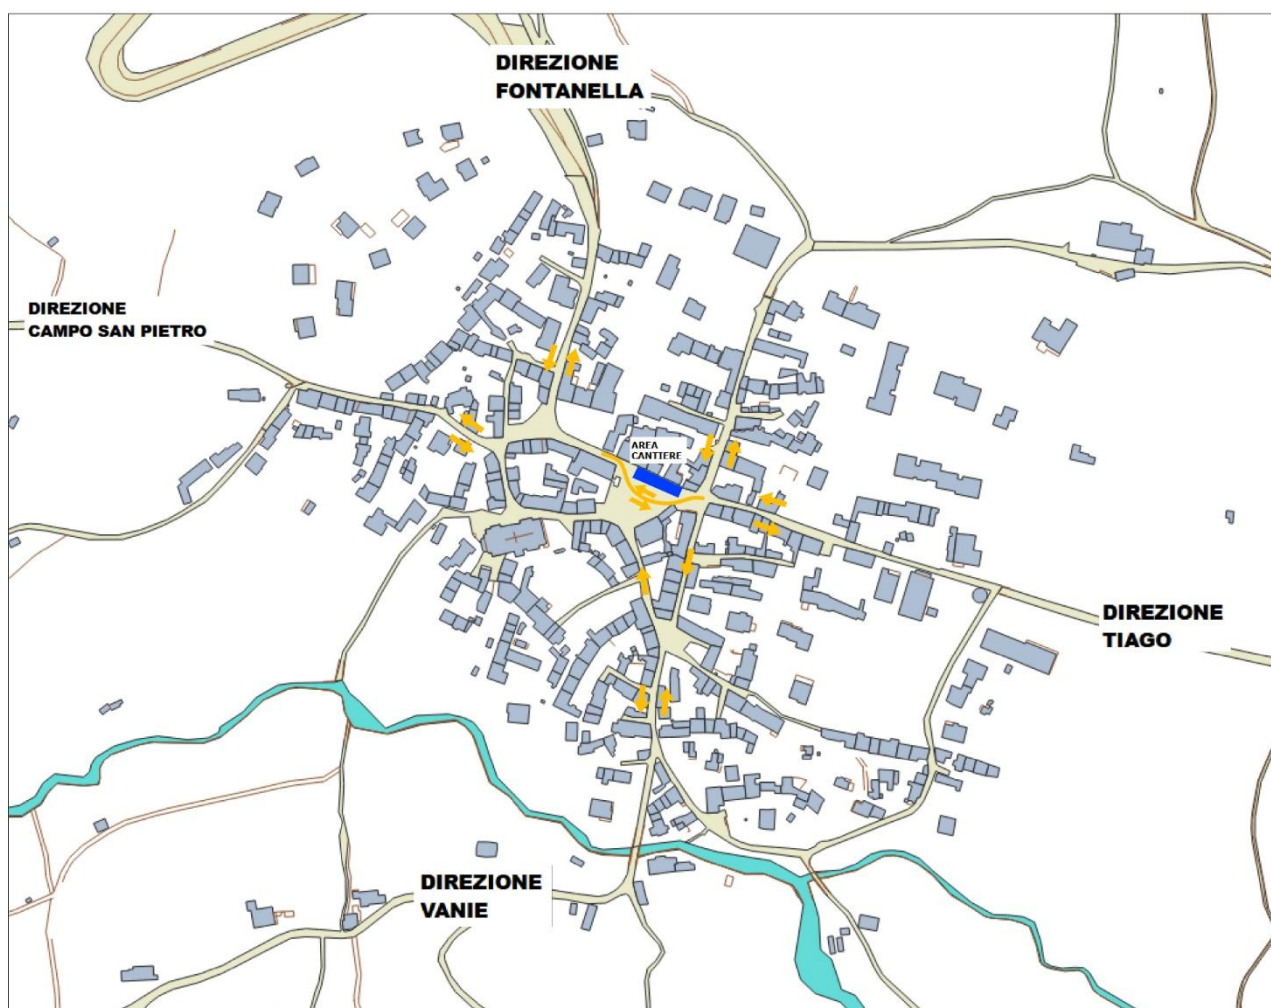 DIREZIONE
FONTANELLA
DIREZIONE
CAMPO SAN PIETRO
AREA
CANTIERE
DIREZIONE
TIAGO
DIREZIONE
VANIE